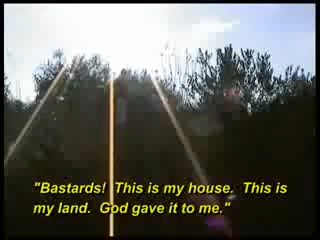 "Bastards!  This is my house.  This is
my land.  God gave it to me."